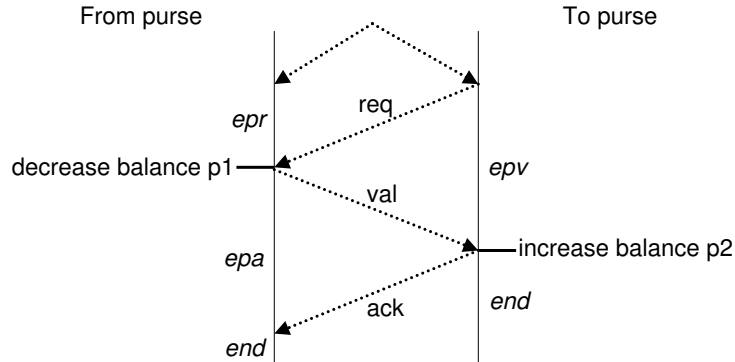 From purse
To purse
req
epr
decrease balance p1
epv
val
increase balance p2
epa
ack
end
end